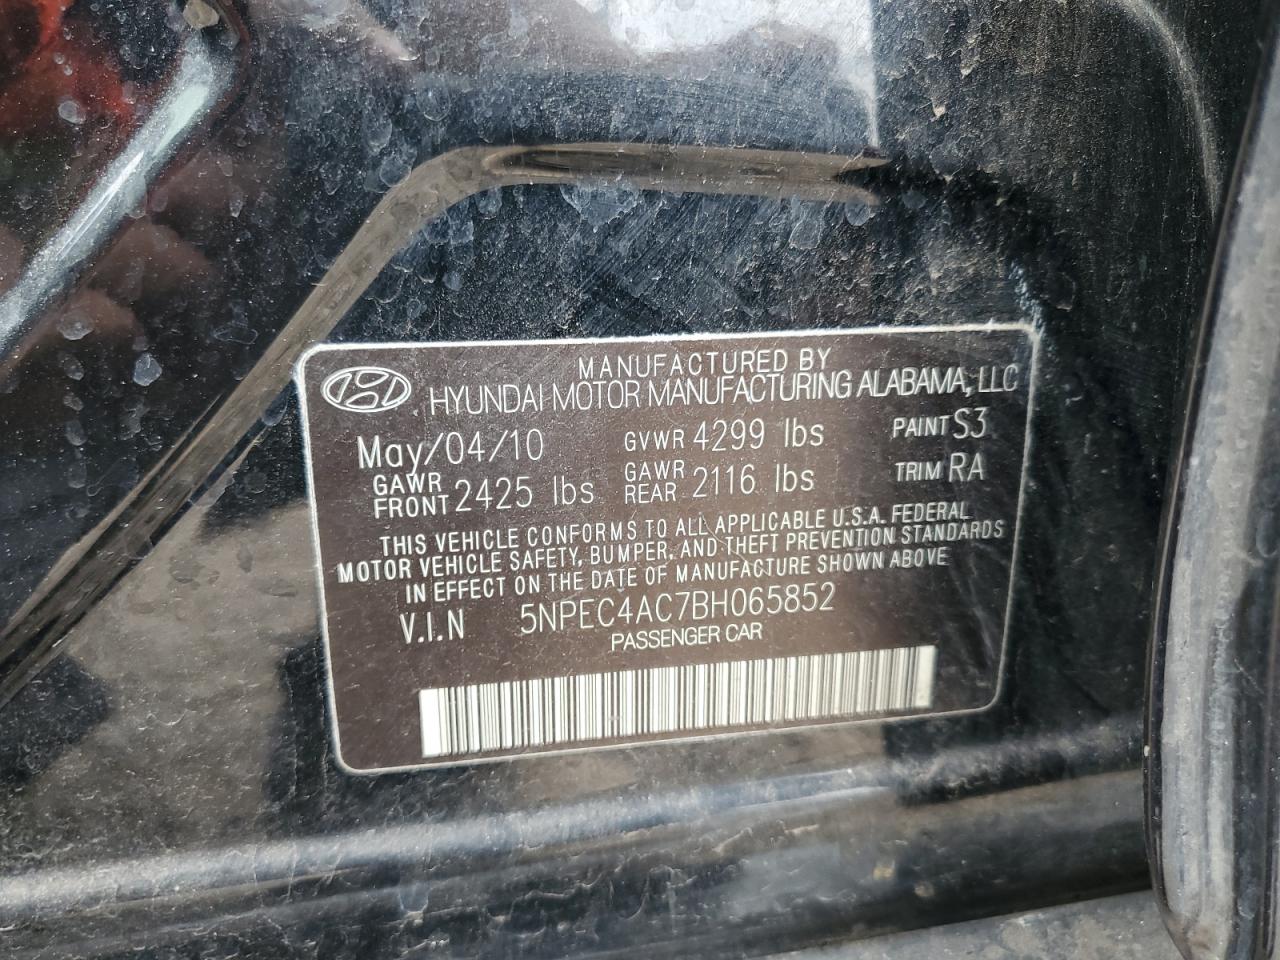 MANUFACTURED BY
HYUNDAI MOTOR MANUFACTURING ALABAMA, LLC
May/04/10 GVWR 4299 lbs PAINT S3
GAWR FRONT 2425 lbs GAWR REAR 2116 lbs TRIM RA
THIS VEHICLE CONFORMS TO ALL APPLICABLE U.S.A. FEDERAL
MOTOR VEHICLE SAFETY, BUMPER, AND THEFT PREVENTION STANDARDS
IN EFFECT ON THE DATE OF MANUFACTURE SHOWN ABOVE
V.I.N 5NPEC4AC7BH065852
PASSENGER CAR